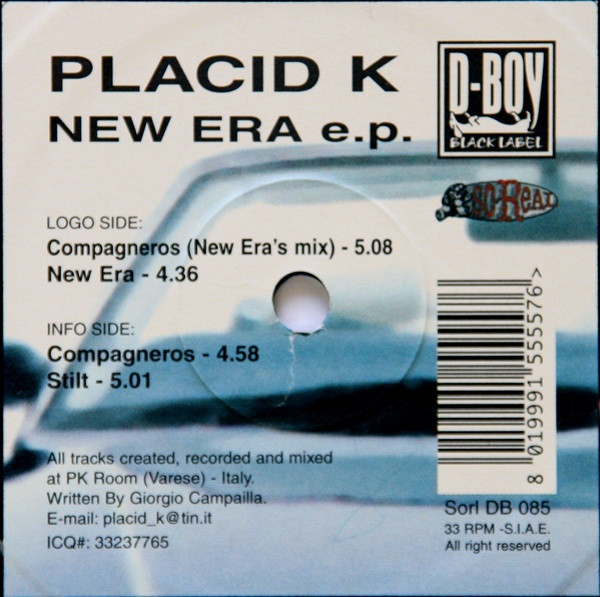 PLACID K
NEW ERA e.p.
D-BOY
BLACK LABEL
SO-REAL
LOGO SIDE:
Compagneros (New Era's mix) - 5.08
New Era - 4.36
INFO SIDE:
Compagneros - 4.58
Stilt - 5.01
All tracks created, recorded and mixed
at PK Room (Varese) - Italy.
Written By Giorgio Campailla.
E-mail: placid_k@tin.it
ICQ#: 33237765
8 019991 555576 >
Sorl DB 085
33 RPM -S.I.A.E.
All right reserved